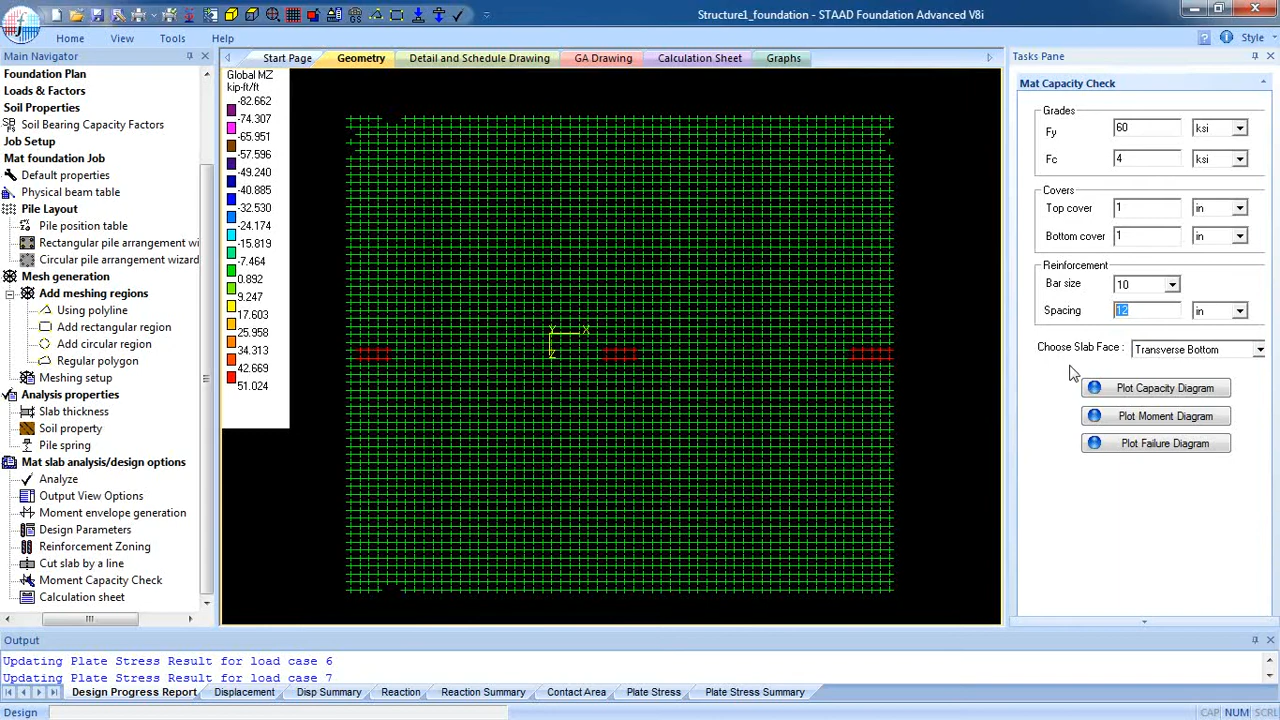 Structure1_foundation - STAAD Foundation Advanced V8i
Home
View
Tools
Help
Style
Main Navigator
Foundation Plan
Loads & Factors
Soil Properties
Soil Bearing Capacity Factors
Job Setup
Mat foundation Job
Default properties
Physical beam table
Pile Layout
Pile position table
Rectangular pile arrangement wi
Circular pile arrangement wizard
Mesh generation
Add meshing regions
Using polyline
Add rectangular region
Add circular region
Regular polygon
Meshing setup
Analysis properties
Slab thickness
Soil property
Pile spring
Mat slab analysis/design options
Analyze
Output View Options
Moment envelope generation
Design Parameters
Reinforcement Zoning
Cut slab by a line
Moment Capacity Check
Calculation sheet
Start Page
Geometry
Detail and Schedule Drawing
GA Drawing
Calculation Sheet
Graphs
Global MZ
kip-ft/ft
-82.662
-74.307
-65.951
-57.596
-49.240
-40.885
-32.530
-24.174
-15.819
-7.464
0.892
9.247
17.603
25.958
34.313
42.669
51.024
Y X
Z
Tasks Pane
Mat Capacity Check
Grades
Fy 60 ksi
Fc 4 ksi
Covers
Top cover 1 in
Bottom cover 1 in
Reinforcement
Bar size 10
Spacing 12 in
Choose Slab Face : Transverse Bottom
Plot Capacity Diagram
Plot Moment Diagram
Plot Failure Diagram
Output
Updating Plate Stress Result for load case 6
Updating Plate Stress Result for load case 7
Design Progress Report
Displacement
Disp Summary
Reaction
Reaction Summary
Contact Area
Plate Stress
Plate Stress Summary
Design
CAP NUM SCRL